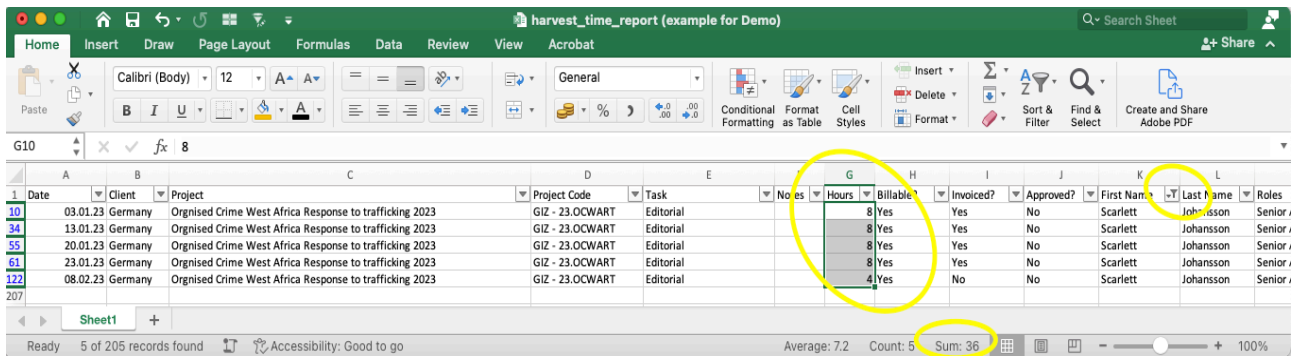 harvest_time_report (example for Demo)
Search Sheet
Home Insert Draw Page Layout Formulas Data Review View Acrobat
Share
Paste
Calibri (Body) 12 A A
B I U A
General
% )
.0 .00 .00 .0
Conditional Formatting
Format as Table
Cell Styles
Insert
Delete
Format
Sort & Filter
Find & Select
Create and Share Adobe PDF
G10 fx 8
A B C D E G H I J K L
1 Date Client Project Project Code Task Notes Hours Billable? Invoiced? Approved? First Name Last Name Roles
10 03.01.23 Germany Orgnised Crime West Africa Response to trafficking 2023 GIZ - 23.OCWART Editorial 8 Yes Yes No Scarlett Johansson Senior
34 13.01.23 Germany Orgnised Crime West Africa Response to trafficking 2023 GIZ - 23.OCWART Editorial 8 Yes Yes No Scarlett Johansson Senior
55 20.01.23 Germany Orgnised Crime West Africa Response to trafficking 2023 GIZ - 23.OCWART Editorial 8 Yes Yes No Scarlett Johansson Senior
61 23.01.23 Germany Orgnised Crime West Africa Response to trafficking 2023 GIZ - 23.OCWART Editorial 8 Yes Yes No Scarlett Johansson Senior
122 08.02.23 Germany Orgnised Crime West Africa Response to trafficking 2023 GIZ - 23.OCWART Editorial 4 Yes No No Scarlett Johansson Senior
207
Sheet1 +
Ready 5 of 205 records found Accessibility: Good to go Average: 7.2 Count: 5 Sum: 36 - + 100%